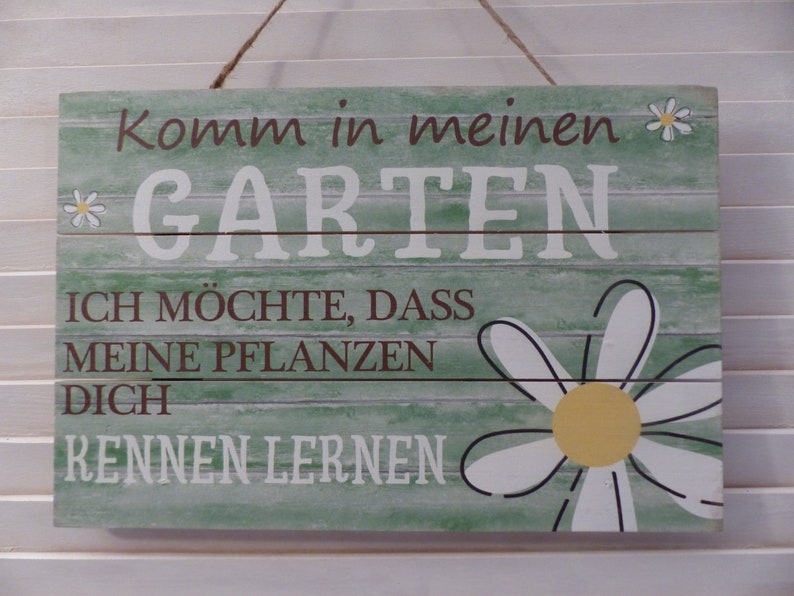 Komm in meinen
GARTEN
ICH MÖCHTE, DASS
MEINE PFLANZEN
DICH
KENNEN LERNEN